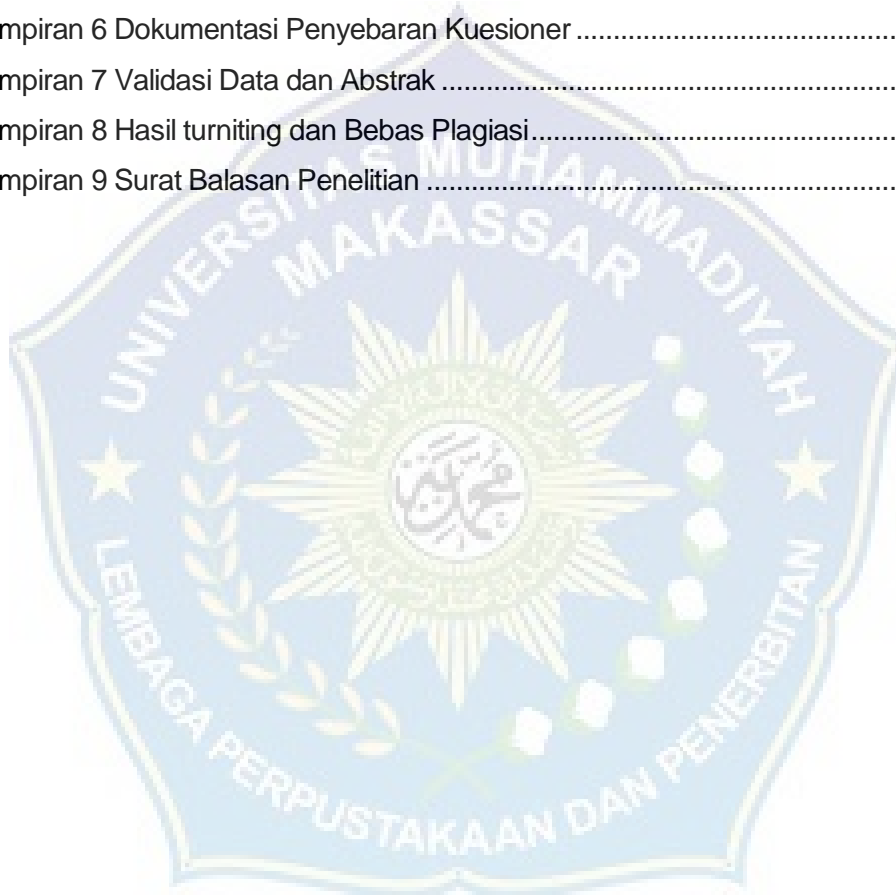 mpiran 6 Dokumentasi Penyebaran Kuesioner ................................................
mpiran 7 Validasi Data dan Abstrak ....................................................................
mpiran 8 Hasil turniting dan Bebas Plagiasi.......................................................
mpiran 9 Surat Balasan Penelitian ......................................................................
UNIVERSITAS MUHAMMADIYAH
MAKASSAR
LEMBAGA PERPUSTAKAAN DAN PENERBITAN